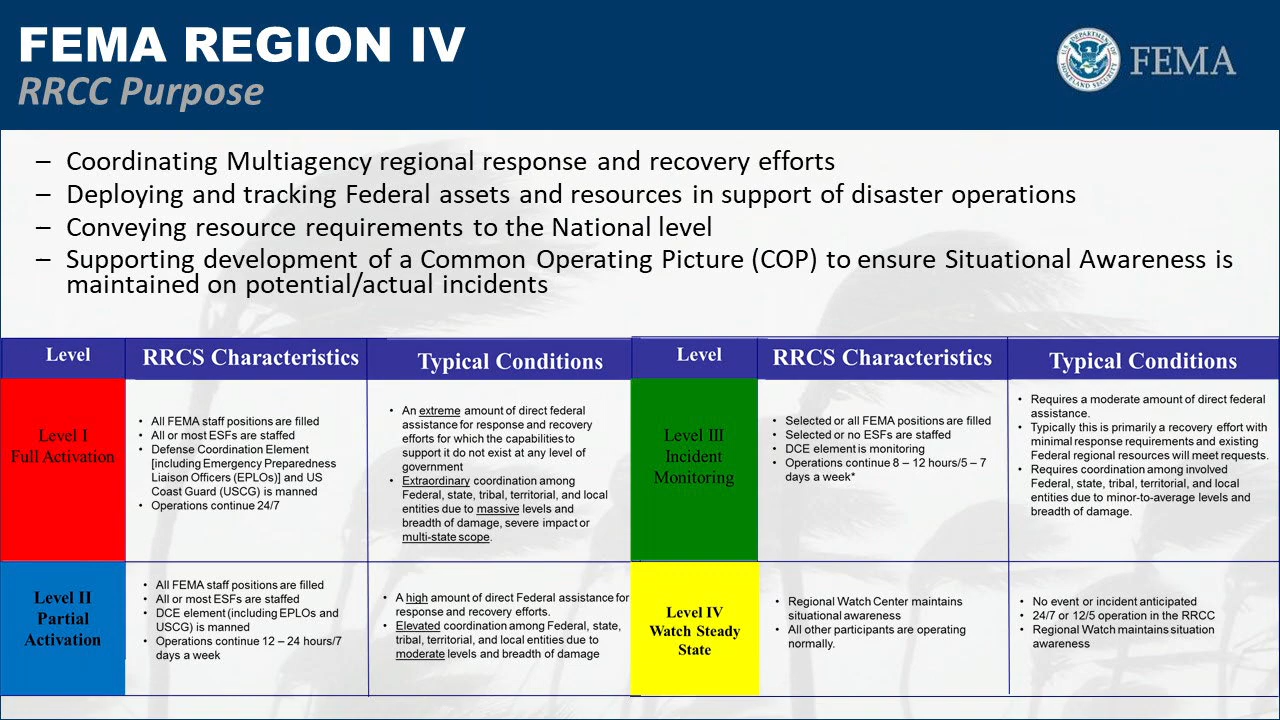 FEMA REGION IV
RRCC Purpose
U.S. DEPARTMENT OF
HOMELAND SECURITY
FEMA
– Coordinating Multiagency regional response and recovery efforts
– Deploying and tracking Federal assets and resources in support of disaster operations
– Conveying resource requirements to the National level
– Supporting development of a Common Operating Picture (COP) to ensure Situational Awareness is
maintained on potential/actual incidents
Level
RRCS Characteristics
Typical Conditions
Level I
Full Activation
• All FEMA staff positions are filled
• All or most ESFs are staffed
• Defense Coordination Element
[including Emergency Preparedness
Liaison Officers (EPLOs)] and US
Coast Guard (USCG) is manned
• Operations continue 24/7
• An extreme amount of direct federal
assistance for response and recovery
efforts for which the capabilities to
support it do not exist at any level of
government
• Extraordinary coordination among
Federal, state, tribal, territorial, and local
entities due to massive levels and
breadth of damage, severe impact or
multi-state scope.
Level II
Partial
Activation
• All FEMA staff positions are filled
• All or most ESFs are staffed
• DCE element (including EPLOs and
USCG) is manned
• Operations continue 12 – 24 hours/7
days a week
• A high amount of direct Federal assistance for
response and recovery efforts.
• Elevated coordination among Federal, state,
tribal, territorial, and local entities due to
moderate levels and breadth of damage
Level
RRCS Characteristics
Typical Conditions
Level III
Incident
Monitoring
• Selected or all FEMA positions are filled
• Selected or no ESFs are staffed
• DCE element is monitoring
• Operations continue 8 – 12 hours/5 – 7
days a week*
• Requires a moderate amount of direct federal
assistance.
• Typically this is primarily a recovery effort with
minimal response requirements and existing
Federal regional resources will meet requests.
• Requires coordination among involved
Federal, state, tribal, territorial, and local
entities due to minor-to-average levels and
breadth of damage.
Level IV
Watch Steady
State
• Regional Watch Center maintains
situational awareness
• All other participants are operating
normally.
• No event or incident anticipated
• 24/7 or 12/5 operation in the RRCC
• Regional Watch maintains situation
awareness